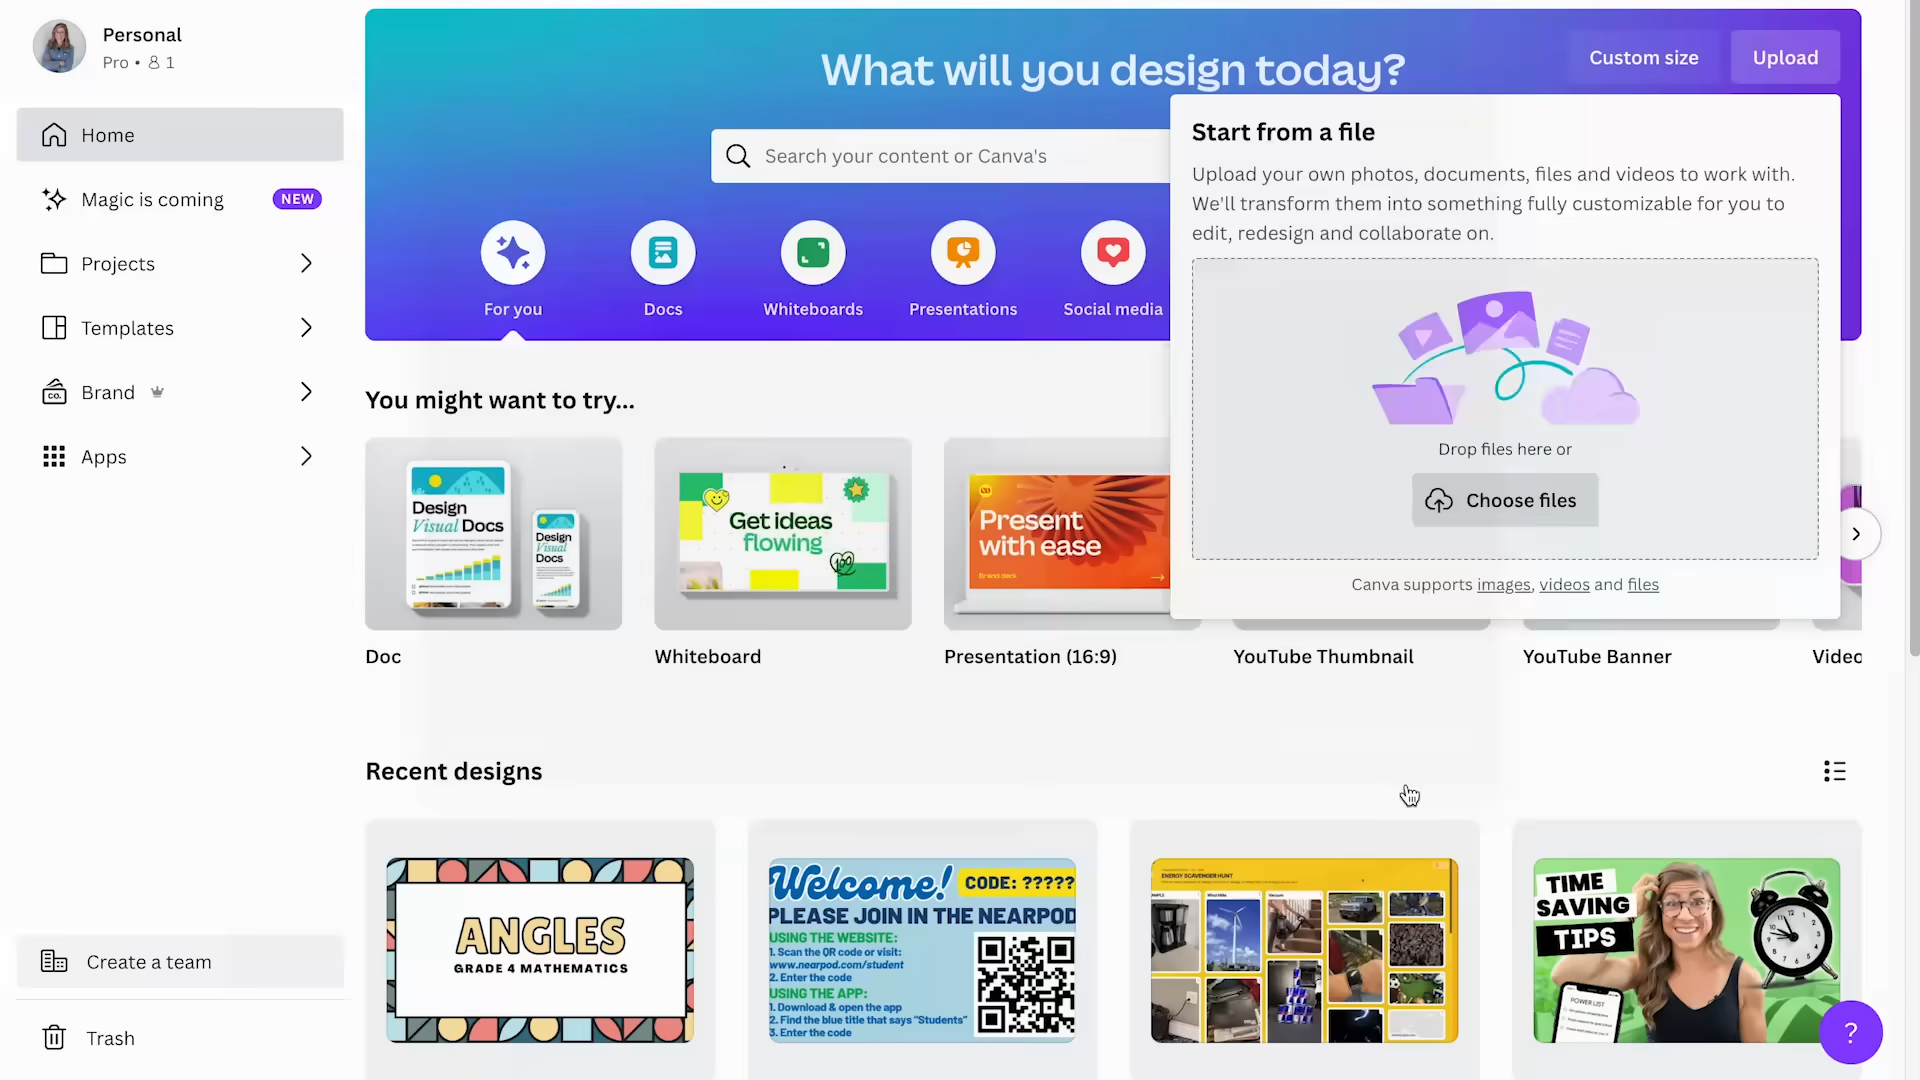 Personal
Pro • 1
Home
Magic is coming
NEW
Projects
Templates
Brand
Apps
Create a team
Trash
What will you design today?
Custom size
Upload
Search your content or Canva's
For you
Docs
Whiteboards
Presentations
Social media
Start from a file
Upload your own photos, documents, files and videos to work with.
We'll transform them into something fully customizable for you to
edit, redesign and collaborate on.
Drop files here or
Choose files
Canva supports images, videos and files
You might want to try...
Design
Visual Docs
Design
Visual
Docs
Get ideas
flowing
100
Present
with ease
Brand deck
Doc
Whiteboard
Presentation (16:9)
YouTube Thumbnail
YouTube Banner
Video
Recent designs
ANGLES
GRADE 4 MATHEMATICS
Welcome!
CODE: ?????
PLEASE JOIN IN THE NEARPOD
USING THE WEBSITE:
1. Scan the QR code or visit:
www.nearpod.com/student
2. Enter the code
USING THE APP:
1. Download & open the app
2. Find the blue title that says "Students"
3. Enter the code
ENERGY SCAVENGER HUNT
TIME
SAVING
TIPS
POWER LIST
?